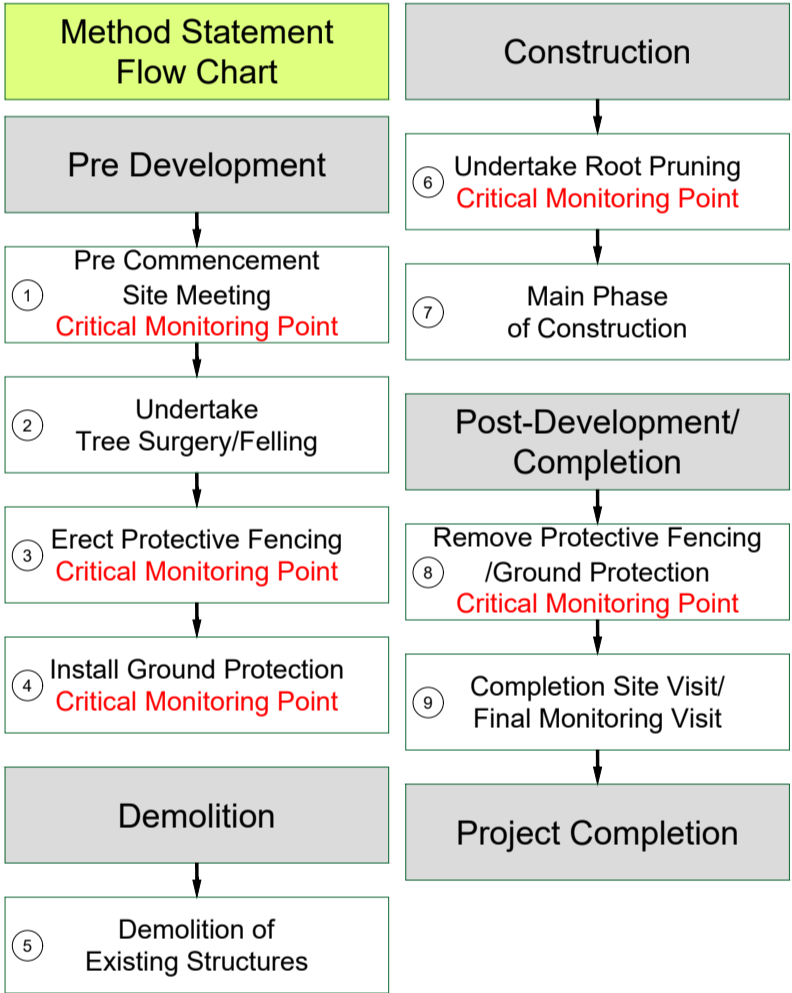 Method Statement
Flow Chart
Pre Development
Pre Commencement
1
Site Meeting
Critical Monitoring Point
Undertake
2
Tree Surgery/Felling
3
Erect Protective Fencing
Critical Monitoring Point
4
Install Ground Protection
Critical Monitoring Point
Demolition
5
Demolition of
Existing Structures
Construction
6
Undertake Root Pruning
Critical Monitoring Point
7
Main Phase
of Construction
Post-Development/
Completion
Remove Protective Fencing
8
/Ground Protection
Critical Monitoring Point
9
Completion Site Visit/
Final Monitoring Visit
Project Completion